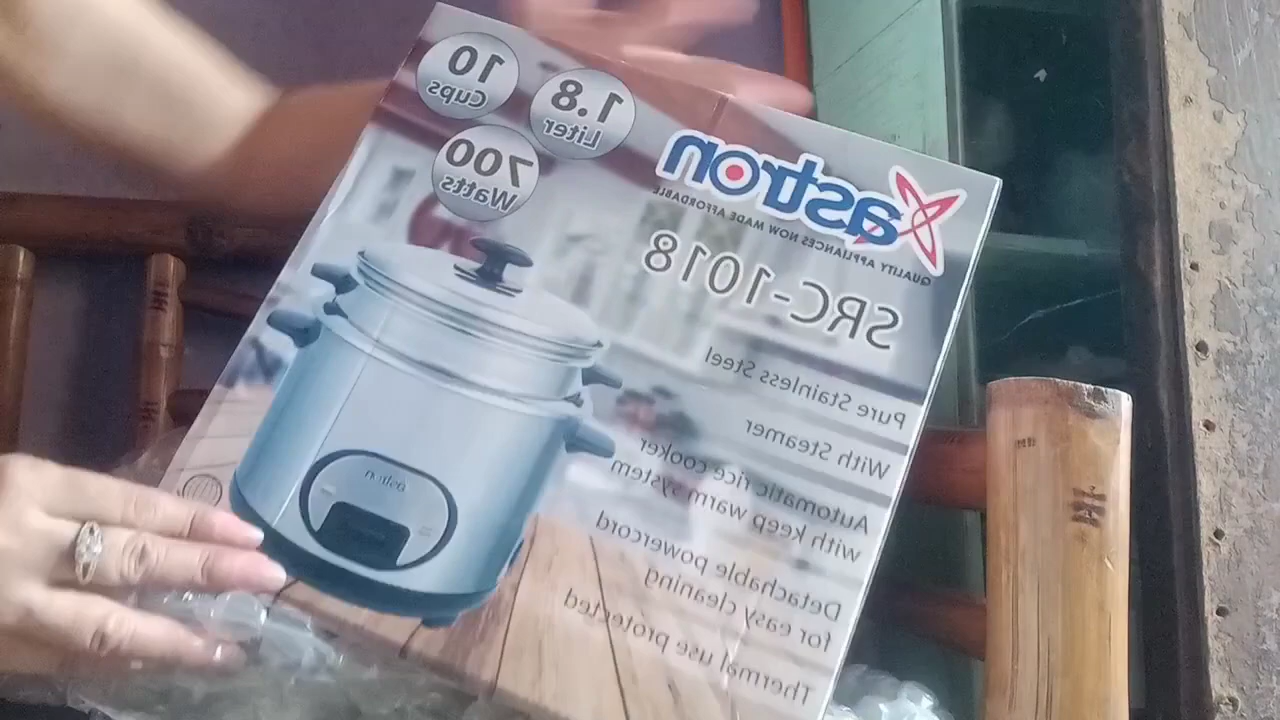 10
Cups
1.8
Liter
700
Watts
astron
QUALITY APPLIANCES NOW MADE AFFORDABLE
SRC-1018
Pure Stainless Steel
With Steamer
Automatic rice cooker
with keep warm system
Detachable powercord
for easy cleaning
Thermal use protected
astron